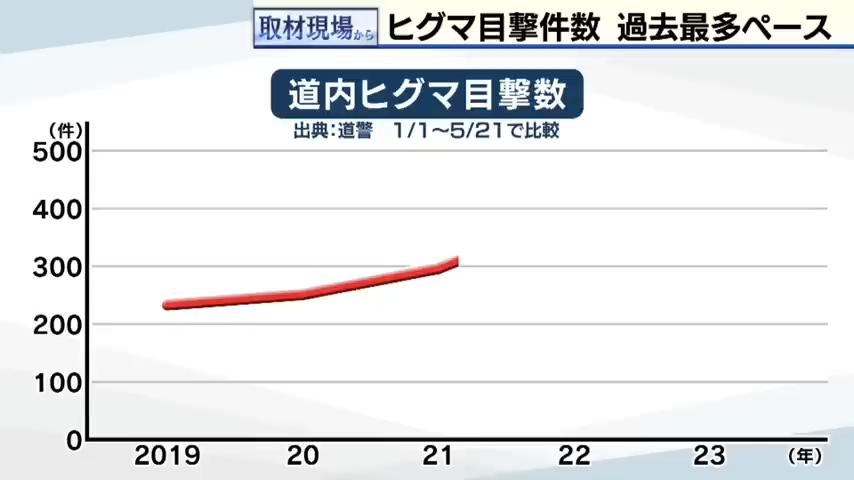 取材現場から ヒグマ目撃件数 過去最多ペース
道内ヒグマ目撃数
出典:道警 1/1~5/21で比較
(件)
500
400
300
200
100
0
2019 20 21 22 23 (年)